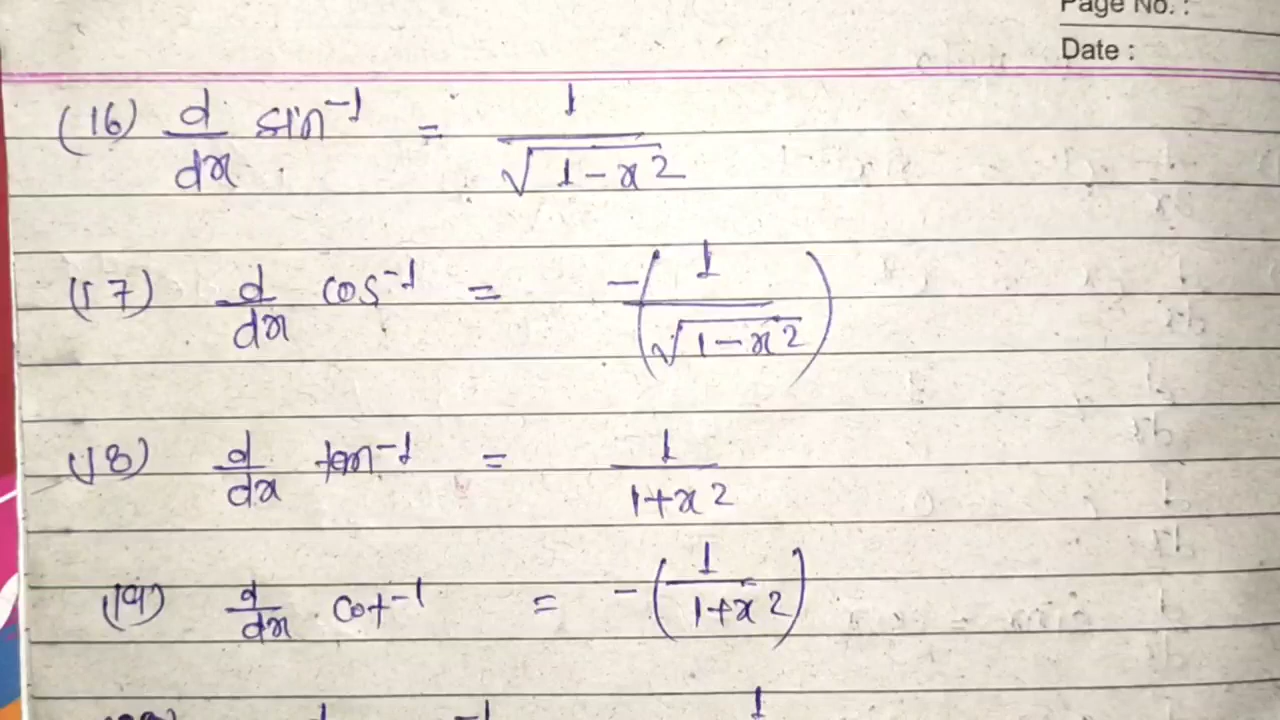 Page No. :
Date :
(16) d/dx sin⁻¹ = 1/√(1-x²)
(17) d/dx cos⁻¹ = -(1/√(1-x²))
(18) d/dx tan⁻¹ = 1/(1+x²)
(19) d/dx cot⁻¹ = -(1/(1+x²))